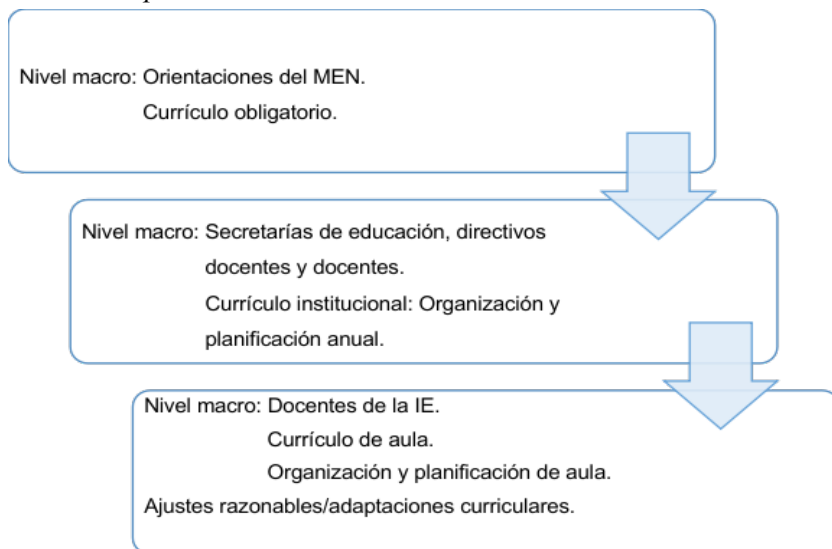 Nivel macro: Orientaciones del MEN.
Currículo obligatorio.
Nivel macro: Secretarías de educación, directivos
docentes y docentes.
Currículo institucional: Organización y
planificación anual.
Nivel macro: Docentes de la IE.
Currículo de aula.
Organización y planificación de aula.
Ajustes razonables/adaptaciones curriculares.